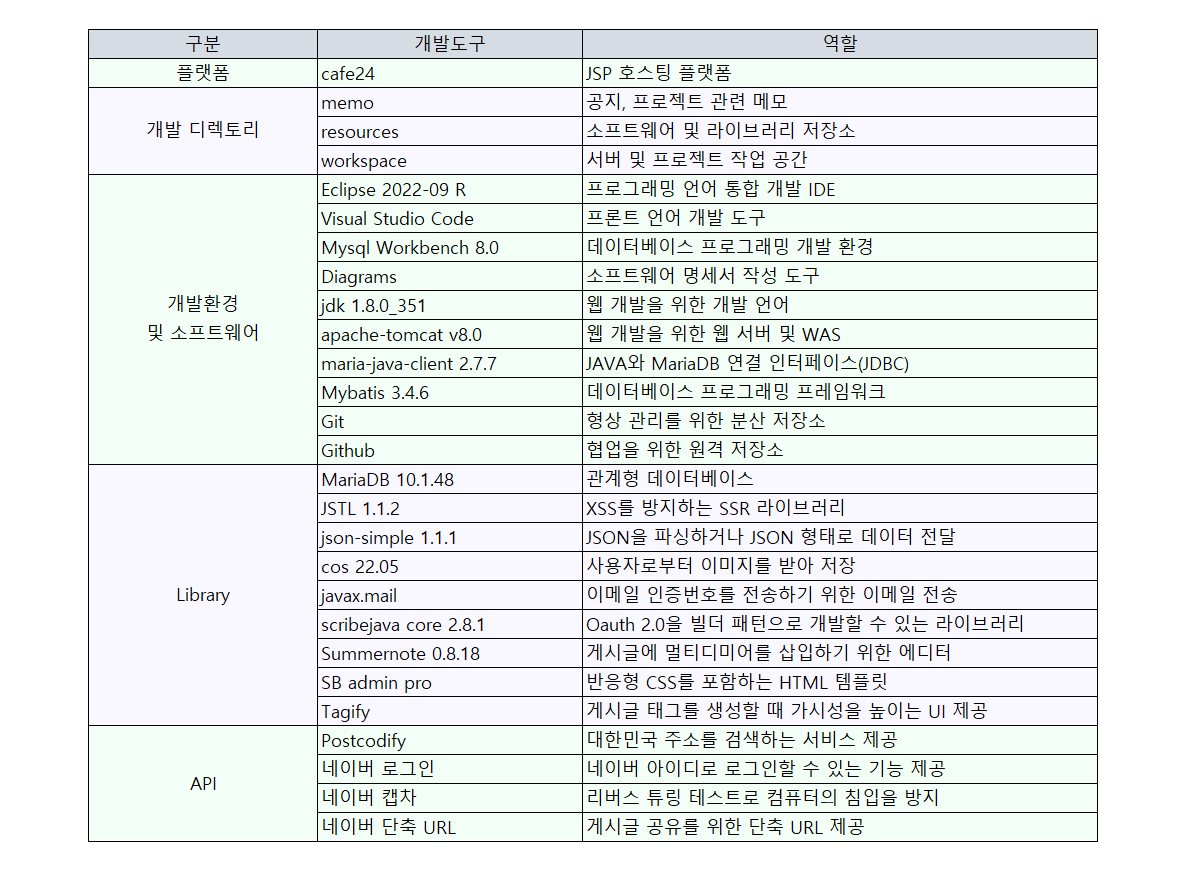 구분 개발도구 역할
플랫폼 cafe24 JSP 호스팅 플랫폼
memo 공지, 프로젝트 관련 메모
개발 디렉토리 resources 소프트웨어 및 라이브러리 저장소
workspace 서버 및 프로젝트 작업 공간
Eclipse 2022-09 R 프로그래밍 언어 통합 개발 IDE
Visual Studio Code 프론트 언어 개발 도구
Mysql Workbench 8.0 데이터베이스 프로그래밍 개발 환경
Diagrams 소프트웨어 명세서 작성 도구
개발환경 jdk 1.8.0_351 웹 개발을 위한 개발 언어
및 소프트웨어 apache-tomcat v8.0 웹 개발을 위한 웹 서버 및 WAS
maria-java-client 2.7.7 JAVA와 MariaDB 연결 인터페이스(JDBC)
Mybatis 3.4.6 데이터베이스 프로그래밍 프레임워크
Git 형상 관리를 위한 분산 저장소
Github 협업을 위한 원격 저장소
MariaDB 10.1.48 관계형 데이터베이스
JSTL 1.1.2 XSS를 방지하는 SSR 라이브러리
json-simple 1.1.1 JSON을 파싱하거나 JSON 형태로 데이터 전달
cos 22.05 사용자로부터 이미지를 받아 저장
Library javax.mail 이메일 인증번호를 전송하기 위한 이메일 전송
scribejava core 2.8.1 Oauth 2.0을 빌더 패턴으로 개발할 수 있는 라이브러리
Summernote 0.8.18 게시글에 멀티디미어를 삽입하기 위한 에디터
SB admin pro 반응형 CSS를 포함하는 HTML 템플릿
Tagify 게시글 태그를 생성할 때 가시성을 높이는 UI 제공
Postcodify 대한민국 주소를 검색하는 서비스 제공
API 네이버 로그인 네이버 아이디로 로그인할 수 있는 기능 제공
네이버 캡차 리버스 튜링 테스트로 컴퓨터의 침입을 방지
네이버 단축 URL 게시글 공유를 위한 단축 URL 제공